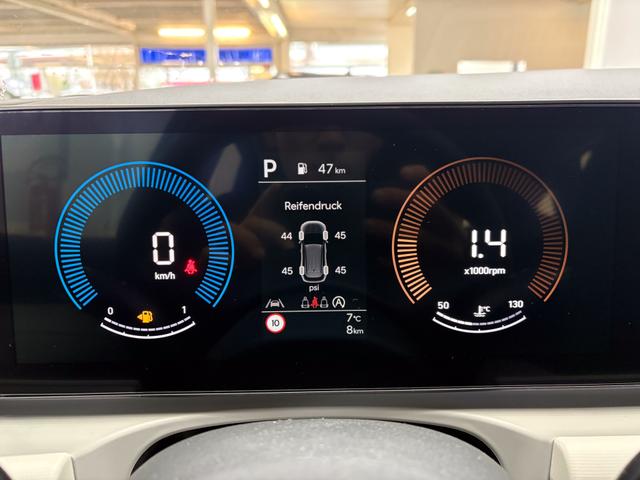 P 47 km
Reifendruck
44 45
45 45
psi
0
km/h
0 1
1.4
x1000rpm
50 °C 130
A
10 7°C
8km